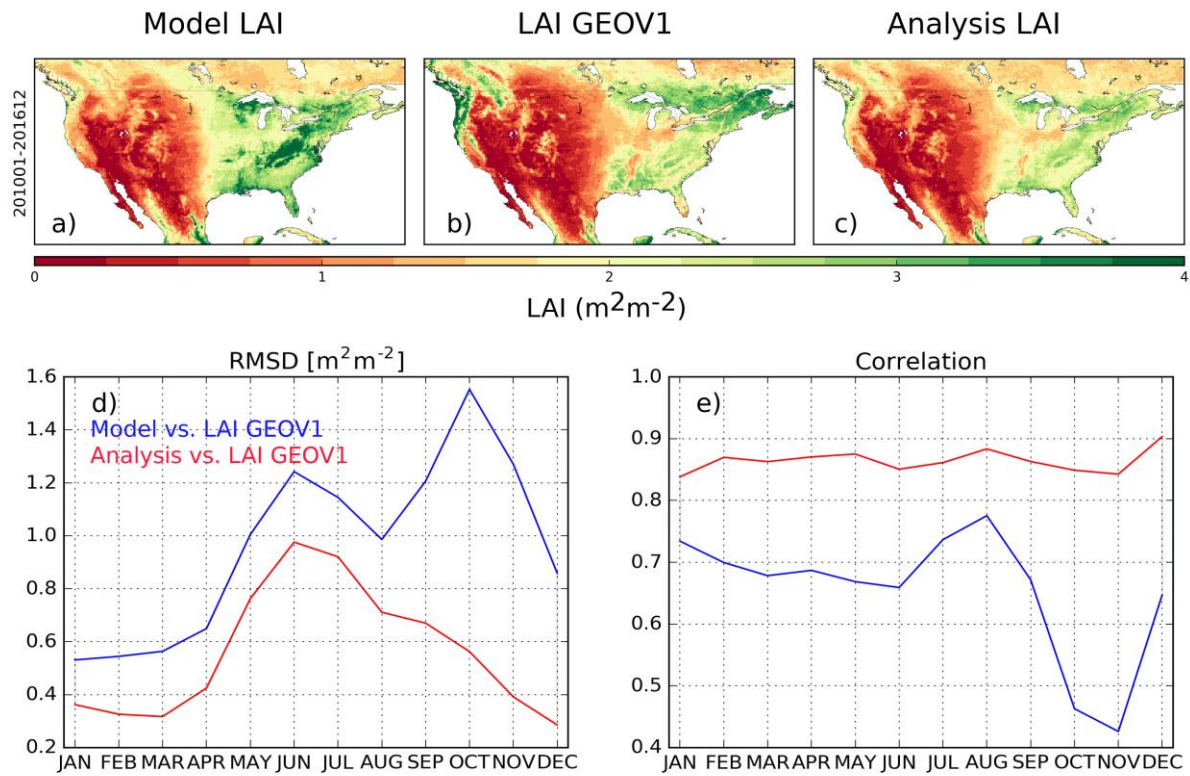 Model LAI LAI GEOV1 Analysis LAI
201001-201612
a) b) c)
0 1 2 3 4
LAI (m²m⁻²)
RMSD [m²m⁻²]
d)
Model vs. LAI GEOV1
Analysis vs. LAI GEOV1
1.6
1.4
1.2
1.0
0.8
0.6
0.4
0.2
JAN FEB MAR APR MAY JUN JUL AUG SEP OCT NOV DEC
Correlation
e)
1.0
0.9
0.8
0.7
0.6
0.5
0.4
JAN FEB MAR APR MAY JUN JUL AUG SEP OCT NOV DEC